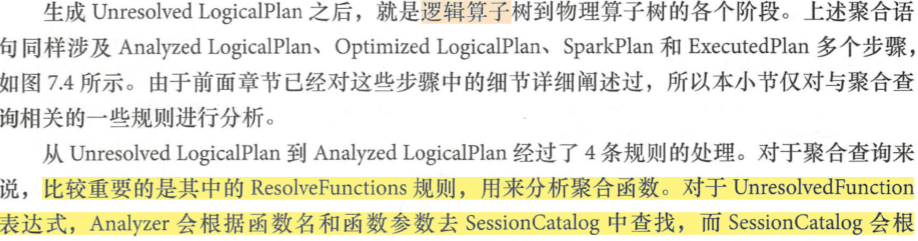 生成 Unresolved LogicalPlan 之后，就是逻辑算子树到物理算子树的各个阶段。上述聚合语
句同样涉及 Analyzed LogicalPlan、Optimized LogicalPlan、SparkPlan 和 ExecutedPlan 多个步骤，
如图 7.4 所示。由于前面章节已经对这些步骤中的细节详细阐述过，所以本小节仅对与聚合查
询相关的一些规则进行分析。
从 Unresolved LogicalPlan 到 Analyzed LogicalPlan 经过了 4 条规则的处理。对于聚合查询来
说，比较重要的是其中的 ResolveFunctions 规则，用来分析聚合函数。对于 UnresolvedFunction
表达式，Analyzer 会根据函数名和函数参数去 SessionCatalog 中查找，而 SessionCatalog 会根